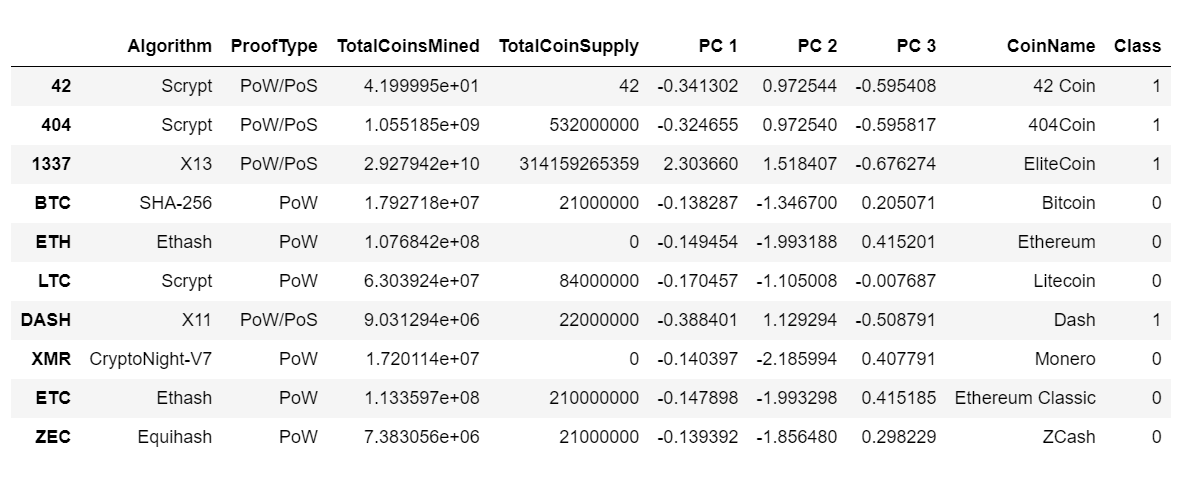 Algorithm ProofType TotalCoinsMined TotalCoinSupply PC 1 PC 2 PC 3 CoinName Class
42 Scrypt PoW/PoS 4.199995e+01 42 -0.341302 0.972544 -0.595408 42 Coin 1
404 Scrypt PoW/PoS 1.055185e+09 532000000 -0.324655 0.972540 -0.595817 404Coin 1
1337 X13 PoW/PoS 2.927942e+10 314159265359 2.303660 1.518407 -0.676274 EliteCoin 1
BTC SHA-256 PoW 1.792718e+07 21000000 -0.138287 -1.346700 0.205071 Bitcoin 0
ETH Ethash PoW 1.076842e+08 0 -0.149454 -1.993188 0.415201 Ethereum 0
LTC Scrypt PoW 6.303924e+07 84000000 -0.170457 -1.105008 -0.007687 Litecoin 0
DASH X11 PoW/PoS 9.031294e+06 22000000 -0.388401 1.129294 -0.508791 Dash 1
XMR CryptoNight-V7 PoW 1.720114e+07 0 -0.140397 -2.185994 0.407791 Monero 0
ETC Ethash PoW 1.133597e+08 210000000 -0.147898 -1.993298 0.415185 Ethereum Classic 0
ZEC Equihash PoW 7.383056e+06 21000000 -0.139392 -1.856480 0.298229 ZCash 0